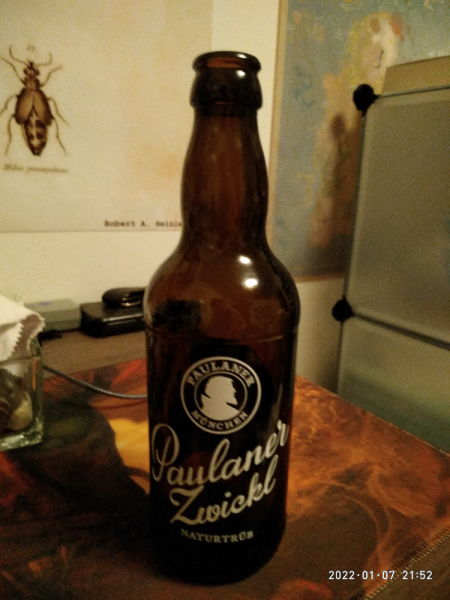 Robert A. Heinle
PAULANER
MÜNCHEN
Paulaner
Zwickl
NATURTRÜB
2022·01·07 21:52